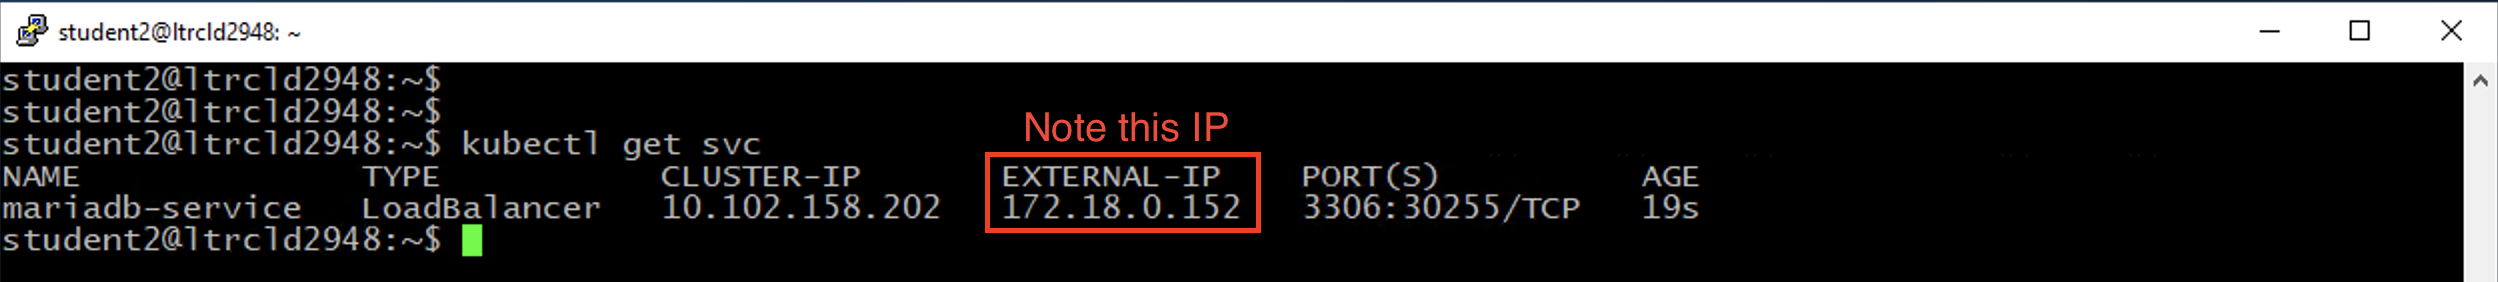 student2@ltrcld2948: ~
student2@ltrcld2948:~$
student2@ltrcld2948:~$
Note this IP
student2@ltrcld2948:~$ kubectl get svc
NAME TYPE CLUSTER-IP EXTERNAL-IP PORT(S) AGE
mariadb-service LoadBalancer 10.102.158.202 172.18.0.152 3306:30255/TCP 19s
student2@ltrcld2948:~$